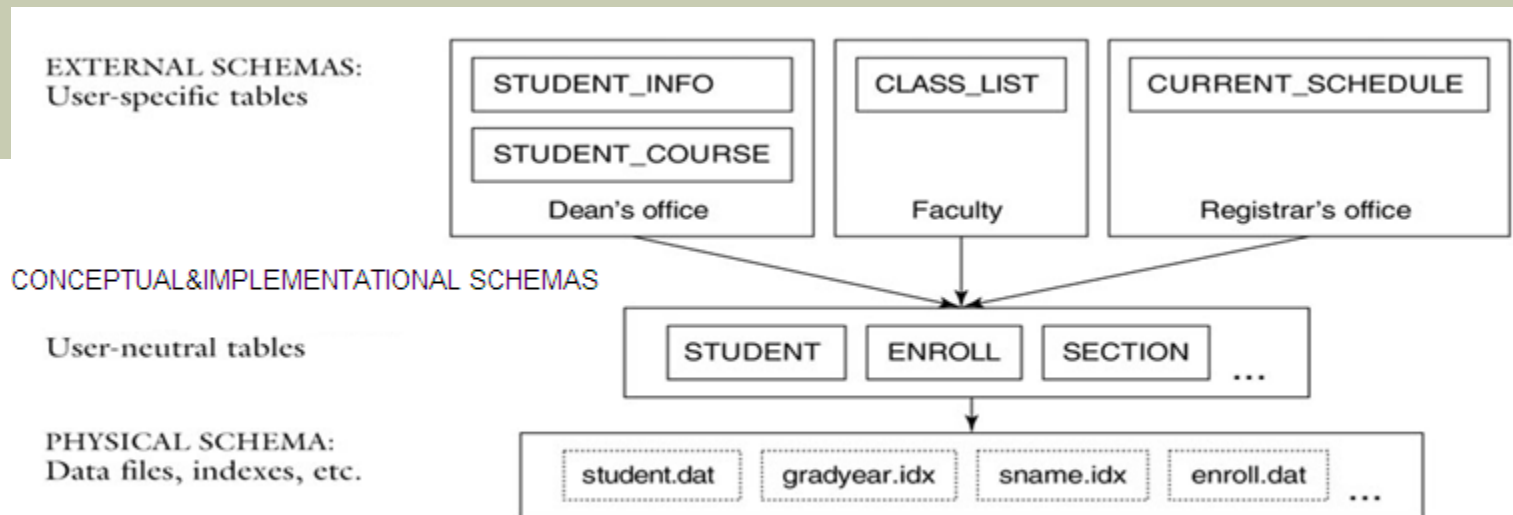 EXTERNAL SCHEMAS:
User-specific tables
STUDENT_INFO
STUDENT_COURSE
Dean's office
CLASS_LIST
Faculty
CURRENT_SCHEDULE
Registrar's office
CONCEPTUAL&IMPLEMENTATIONAL SCHEMAS
User-neutral tables
STUDENT
ENROLL
SECTION
...
PHYSICAL SCHEMA:
Data files, indexes, etc.
student.dat
gradyear.idx
sname.idx
enroll.dat
...